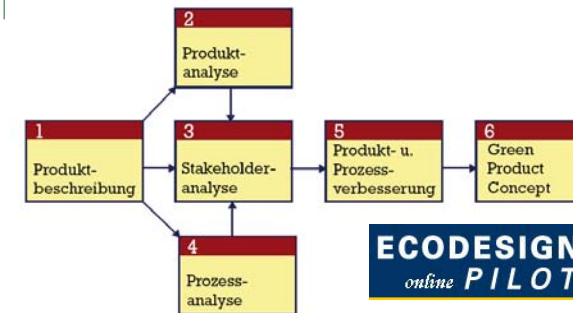 2
Produkt-
analyse
1
Produkt-
beschreibung
3
Stakeholder-
analyse
5
Produkt- u.
Prozess-
verbesserung
6
Green
Product
Concept
4
Prozess-
analyse
ECODESIGN
online PILOT